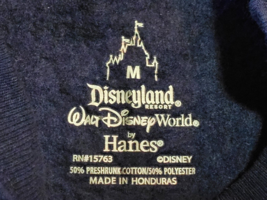 M
Disneyland®
RESORT
Walt Disney World®
by
Hanes®
RN#15763 ©DISNEY
50% PRESHRUNK COTTON/50% POLYESTER
MADE IN HONDURAS